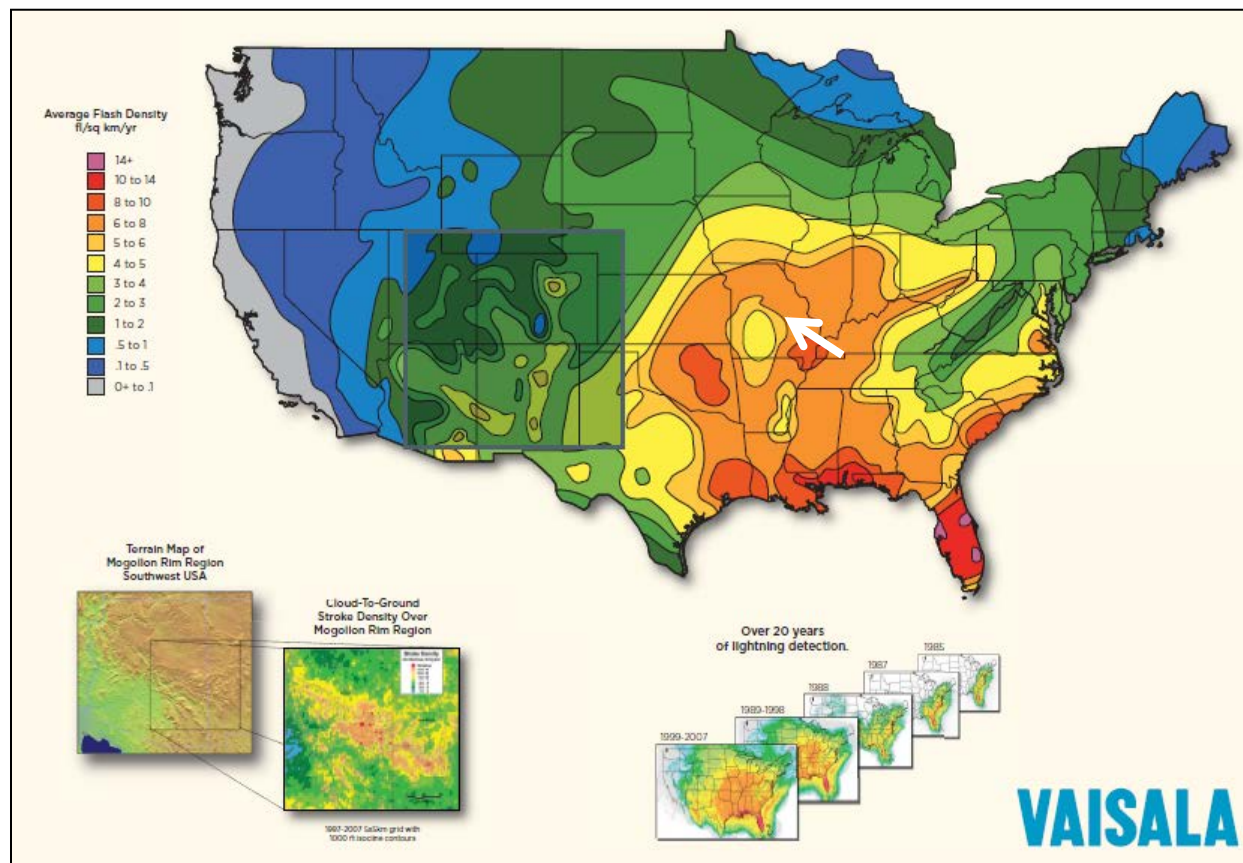 Average Flash Density
fl/sq km/yr
14+
10 to 14
8 to 10
6 to 8
5 to 6
4 to 5
3 to 4
2 to 3
1 to 2
.5 to 1
.1 to .5
0+ to .1
Terrain Map of
Mogollon Rim Region
Southwest USA
Cloud-To-Ground
Stroke Density Over
Mogollon Rim Region
Stroke Density
1997-2007 5x5km grid with
1000 ft isocline contours
Over 20 years
of lightning detection.
1985
1987
1988
1989-1998
1999-2007
VAISALA